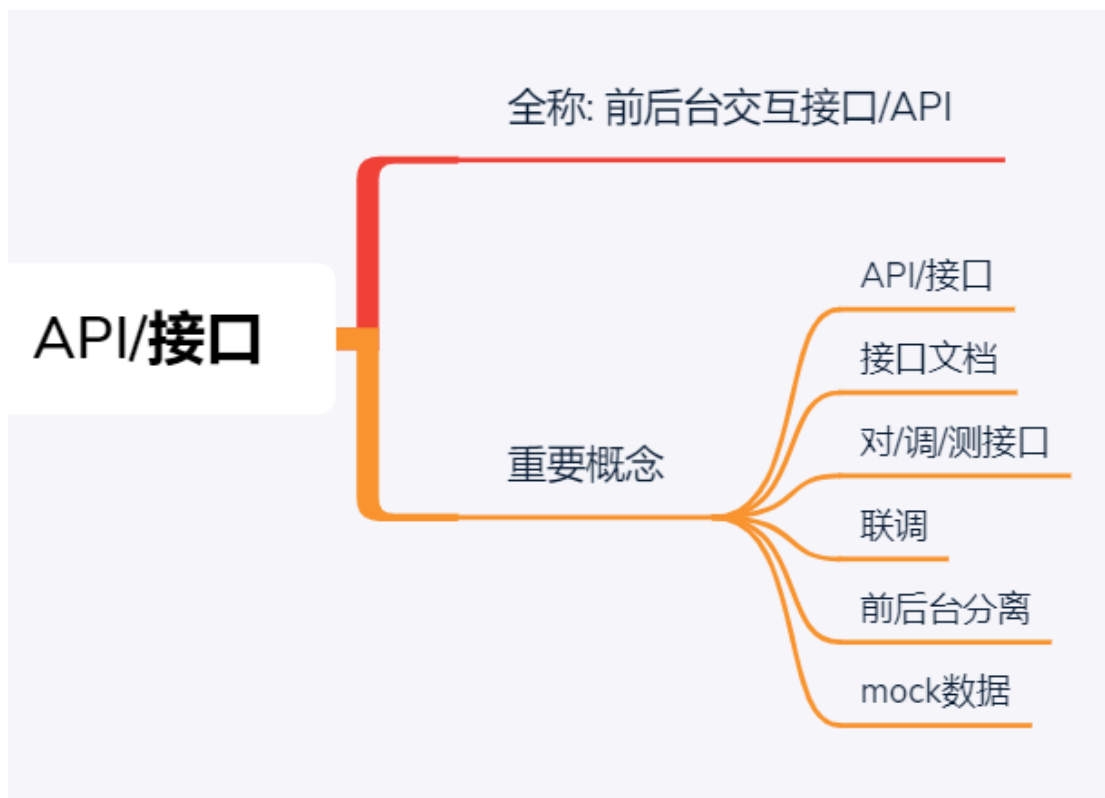 API/接口
全称: 前后台交互接口/API
重要概念
API/接口
接口文档
对/调/测接口
联调
前后台分离
mock数据